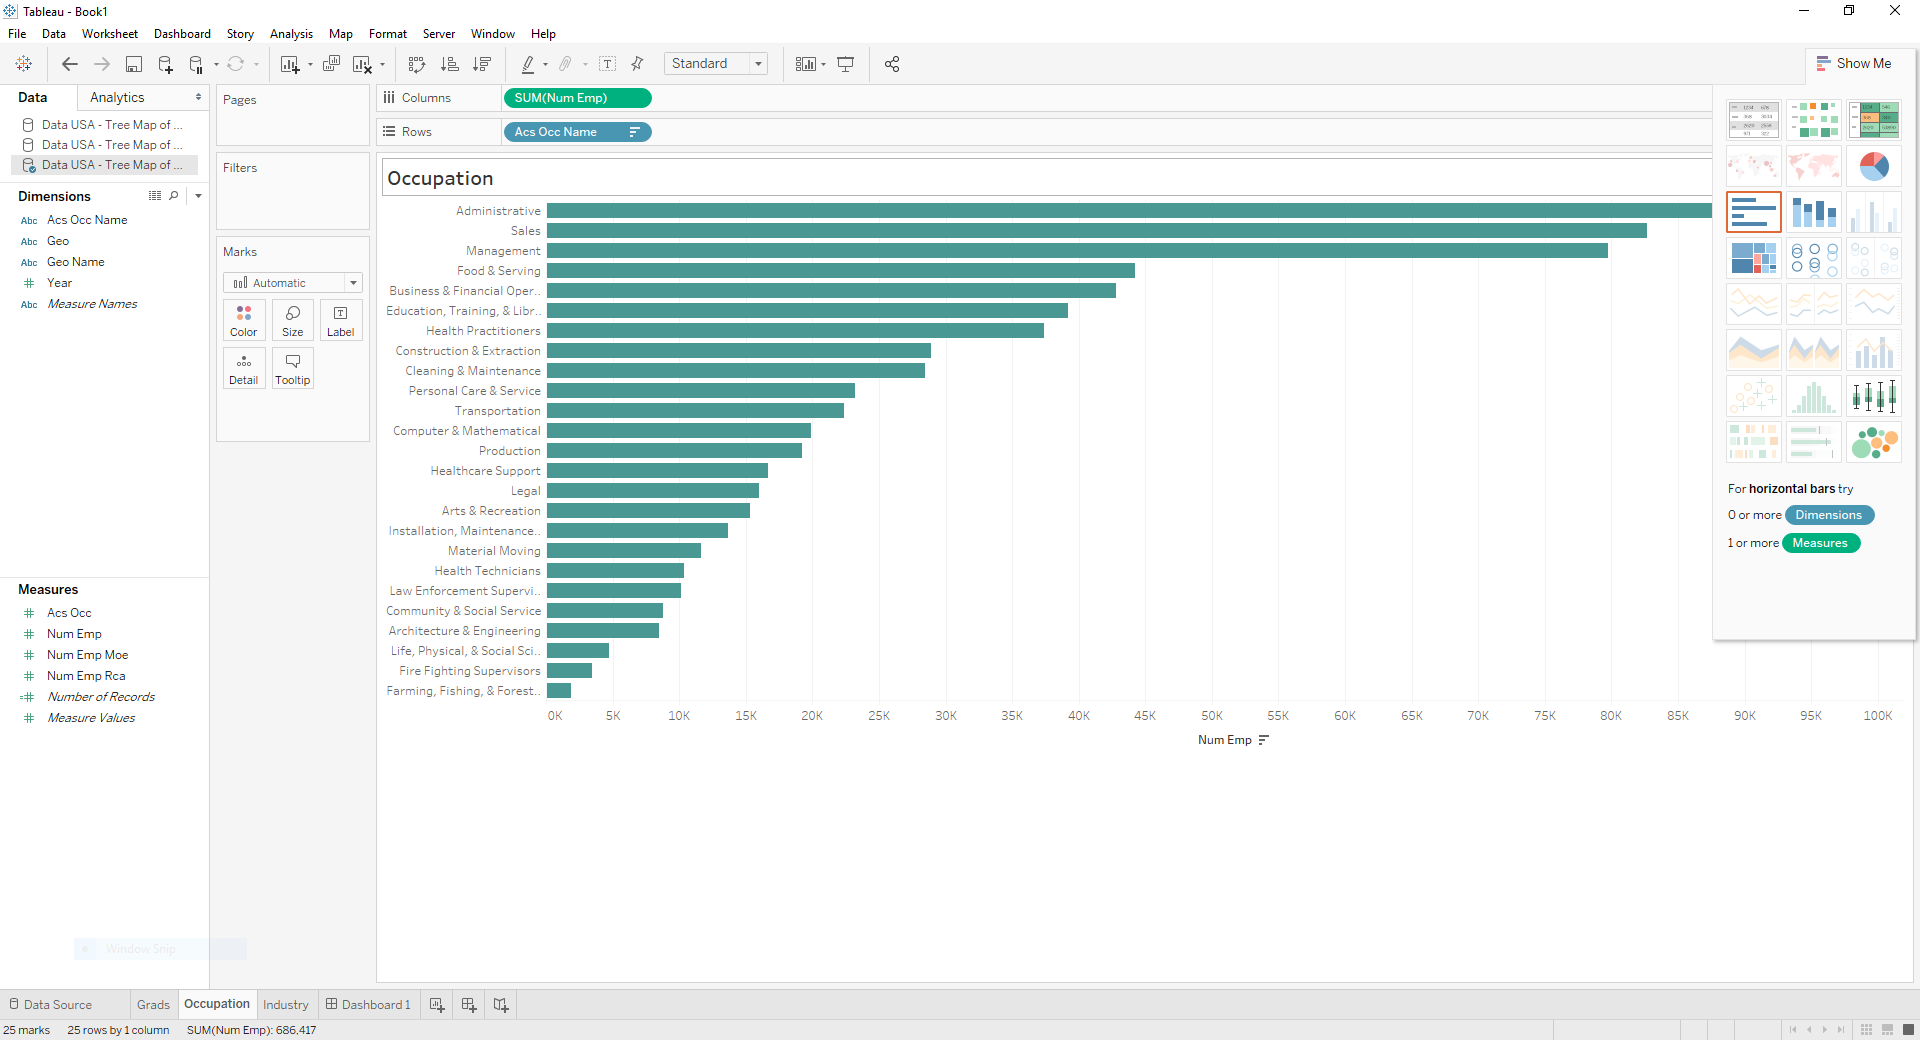 Tableau - Book1
File Data Worksheet Dashboard Story Analysis Map Format Server Window Help
Standard
Show Me
Data Analytics
Data USA - Tree Map of ...
Data USA - Tree Map of ...
Data USA - Tree Map of ...
Dimensions
Abc Acs Occ Name
Abc Geo
Abc Geo Name
Year
Abc Measure Names
Measures
Acs Occ
Num Emp
Num Emp Moe
Num Emp Rca
Number of Records
Measure Values
Window Snip
Pages
Filters
Marks
Automatic
Color Size Label
Detail Tooltip
Columns SUM(Num Emp)
Rows Acs Occ Name
Occupation
Administrative
Sales
Management
Food & Serving
Business & Financial Oper..
Education, Training, & Libr..
Health Practitioners
Construction & Extraction
Cleaning & Maintenance
Personal Care & Service
Transportation
Computer & Mathematical
Production
Healthcare Support
Legal
Arts & Recreation
Installation, Maintenance..
Material Moving
Health Technicians
Law Enforcement Supervi..
Community & Social Service
Architecture & Engineering
Life, Physical, & Social Sci..
Fire Fighting Supervisors
Farming, Fishing, & Forest..
0K 5K 10K 15K 20K 25K 30K 35K 40K 45K 50K 55K 60K 65K 70K 75K 80K 85K 90K 95K 100K
Num Emp
For horizontal bars try
0 or more Dimensions
1 or more Measures
Data Source Grads Occupation Industry Dashboard 1
25 marks 25 rows by 1 column SUM(Num Emp): 686,417